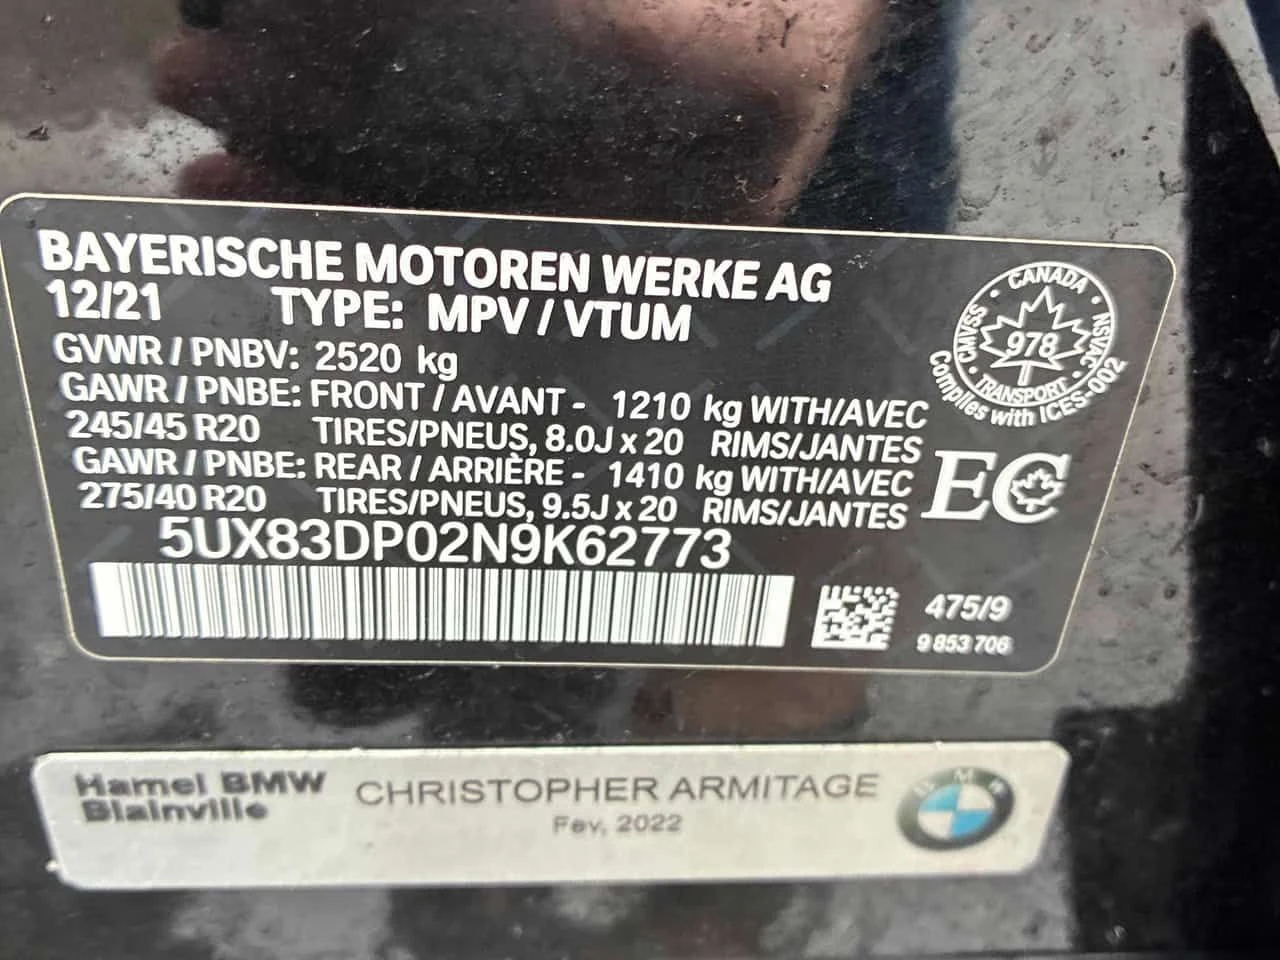 BAYERISCHE MOTOREN WERKE AG
12/21 TYPE: MPV / VTUM
GVWR / PNBV: 2520 kg
GAWR / PNBE: FRONT / AVANT - 1210 kg WITH/AVEC
245/45 R20 TIRES/PNEUS, 8.0J x 20 RIMS/JANTES
GAWR / PNBE: REAR / ARRIÈRE - 1410 kg WITH/AVEC
275/40 R20 TIRES/PNEUS, 9.5J x 20 RIMS/JANTES
5UX83DP02N9K62773
CANADA
CMVSS 978 NSVAC
TRANSPORT
Complies with ICES-002
EC
475/9
9 853 706
Hamel BMW
Blainville
CHRISTOPHER ARMITAGE
Fev, 2022
BMW